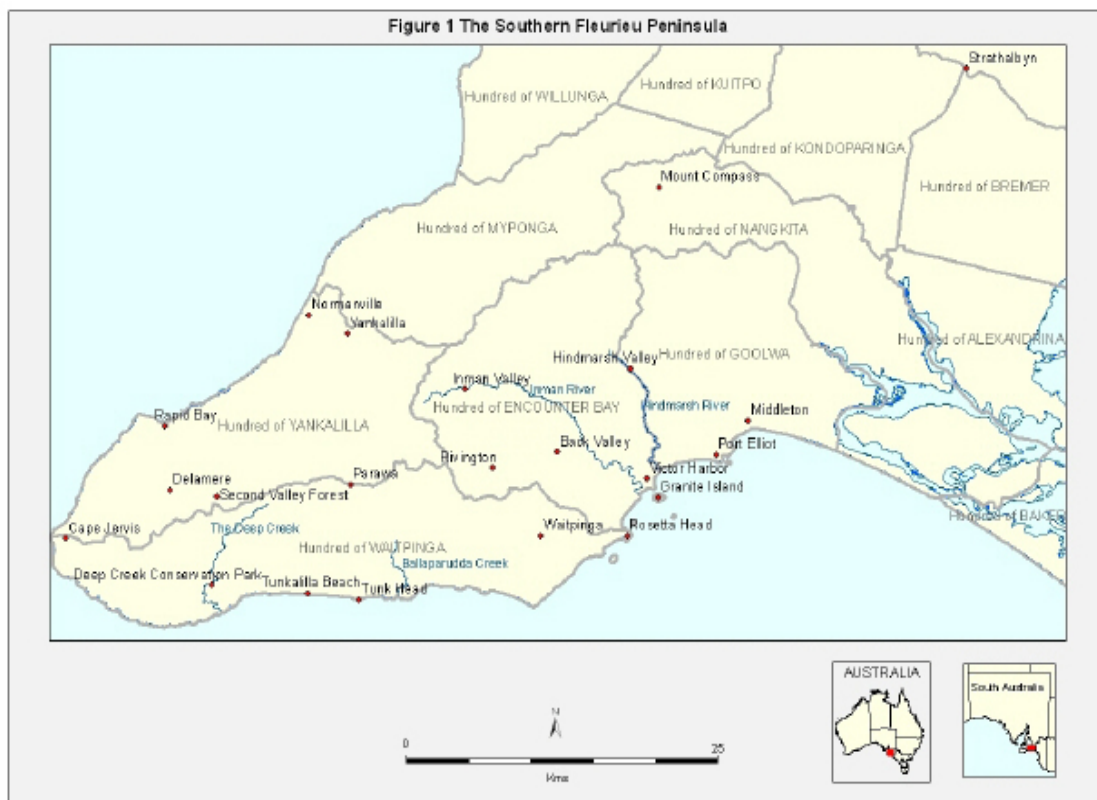 Figure 1 The Southern Fleurieu Peninsula
Strathalbyn
Hundred of KUITPO
Hundred of WILLUNGA
Hundred of KONDOPARINGA
Mount Compass
Hundred of BREMER
Hundred of MYPONGA
Hundred of NANGKITA
Normanville
Yankalilla
Hundred of ALEXANDRINA
Hindmarsh Valley
Hundred of GOOLWA
Inman Valley
Inman River
Hundred of ENCOUNTER BAY
Hindmarsh River
Middleton
Rapid Bay
Hundred of YANKALILLA
Back Valley
Port Elliot
Rivington
Victor Harbor
Parawa
Delamere
Second Valley Forest
Granite Island
Hundred of BAKER
The Deep Creek
Cape Jervis
Waitpinga
Rosetta Head
Hundred of WAITPINGA
Ballaparudda Creek
Deep Creek Conservation Park
Tunkalilla Beach
Tunk Head
AUSTRALIA
South Australia
N
0
25
Kms